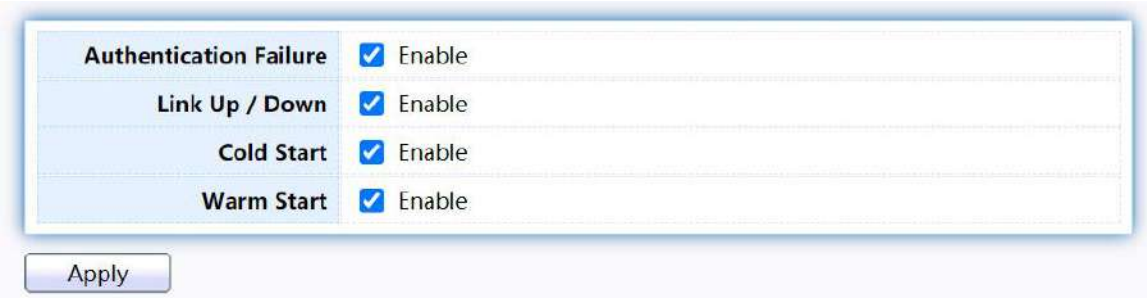 Authentication Failure Enable
Link Up / Down Enable
Cold Start Enable
Warm Start Enable
Apply